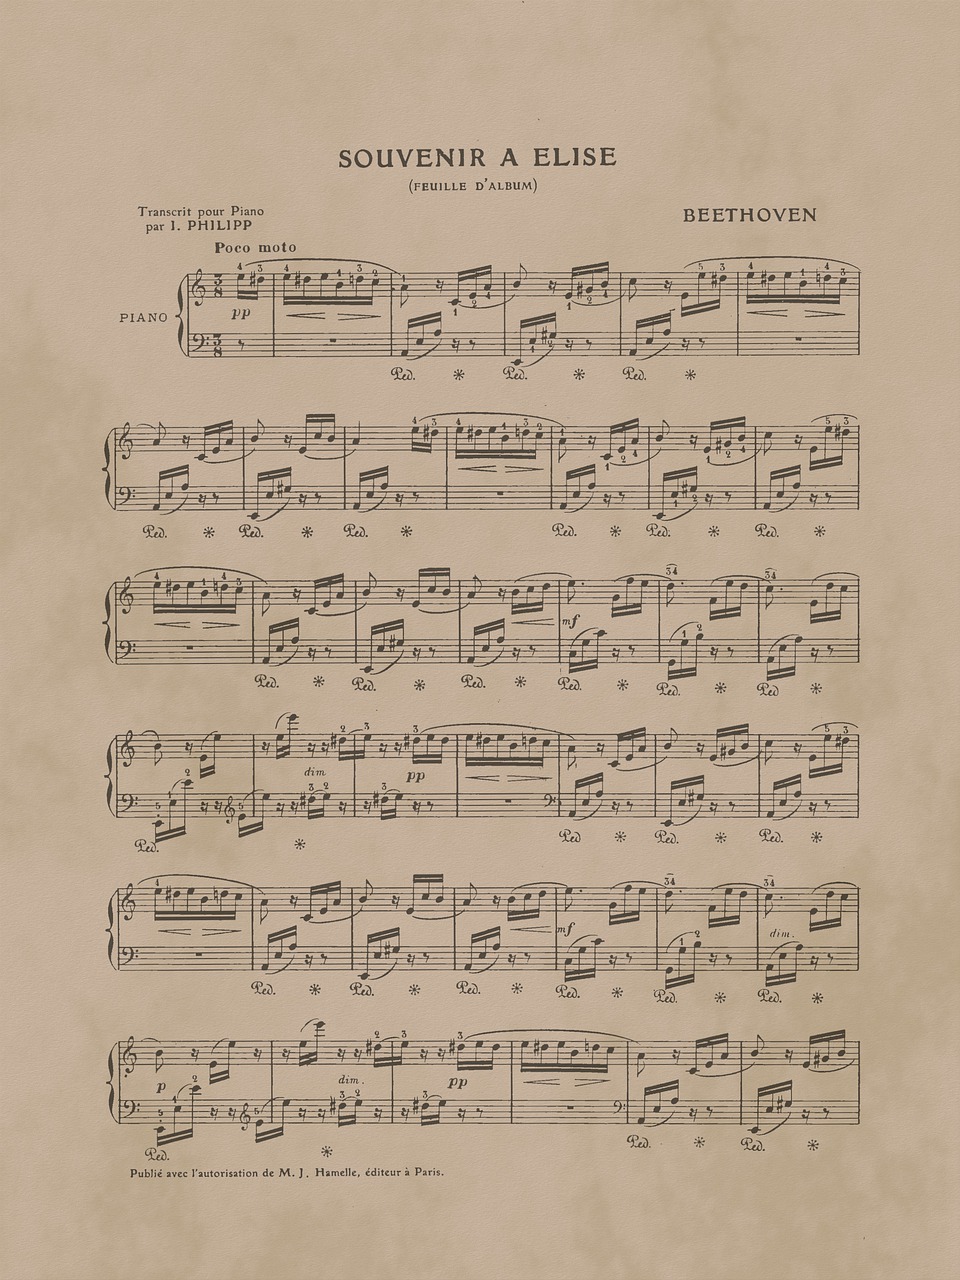 SOUVENIR A ELISE
(FEUILLE D'ALBUM)
Transcrit pour Piano
par I. PHILIPP
BEETHOVEN
Poco moto
PIANO
pp
Ped. * Ped. * Ped. *
Ped. * Ped. * Ped. * Ped. * Ped. * Ped. *
mf
Ped. * Ped. * Ped. * Ped. * Ped. * Ped. *
dim
pp
Ped. * Ped. * Ped. * Ped. *
mf
dim.
Ped. * Ped. * Ped. * Ped. * Ped. * Ped. *
p
dim.
pp
Ped. * Ped. * Ped. *
Publié avec l'autorisation de M. J. Hamelle, éditeur à Paris.